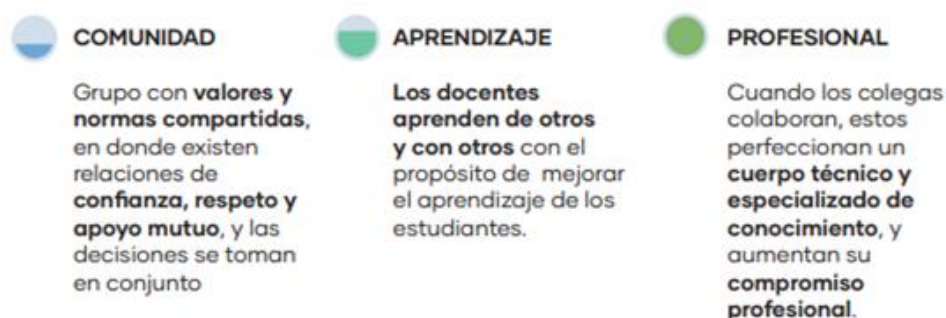 COMUNIDAD
Grupo con valores y
normas compartidas,
en donde existen
relaciones de
confianza, respeto y
apoyo mutuo, y las
decisiones se toman
en conjunto
APRENDIZAJE
Los docentes
aprenden de otros
y con otros con el
propósito de mejorar
el aprendizaje de los
estudiantes.
PROFESIONAL
Cuando los colegas
colaboran, estos
perfeccionan un
cuerpo técnico y
especializado de
conocimiento, y
aumentan su
compromiso
profesional.